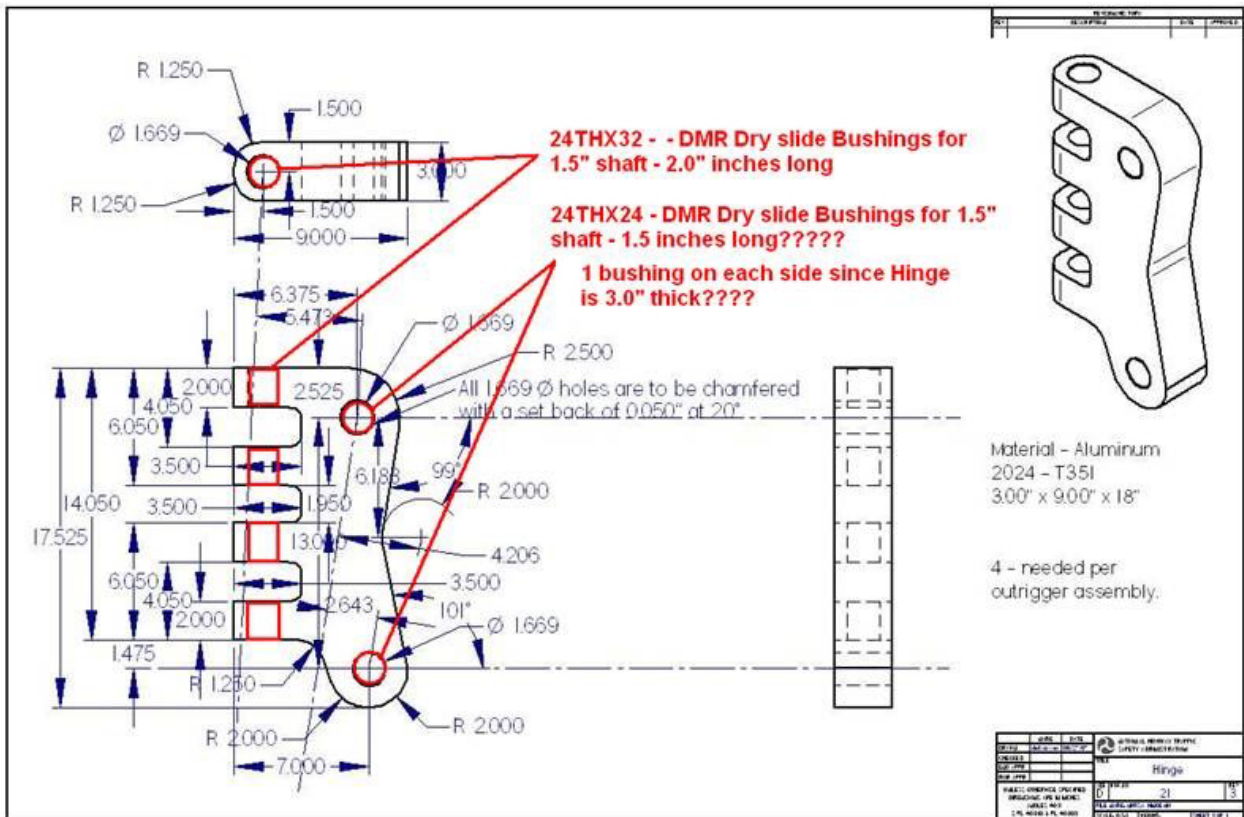 R 1.250
1.500
Ø 1.669
3.000
R 1.250
1.500
9.000
24THX32 - - DMR Dry slide Bushings for
1.5" shaft - 2.0" inches long
24THX24 - DMR Dry slide Bushings for 1.5"
shaft - 1.5 inches long?????
1 bushing on each side since Hinge
is 3.0" thick????
6.375
5.473
Ø 1.669
R 2.500
2.000
2.525
All 1.669 Ø holes are to be chamfered
with a set back of 0.050" at 20°
4.050
6.050
3.500
6.188
99°
R 2.000
14.050
3.500
1.950
17.525
4.206
6.050
3.500
4.050
2.643
101°
2.000
Ø 1.669
1.475
R 1.250
R 2.000
R 2.000
7.000
Material - Aluminum
2024 - T351
3.00" x 9.00" x 18"
4 - needed per
outrigger assembly.
Hinge
D
21
3